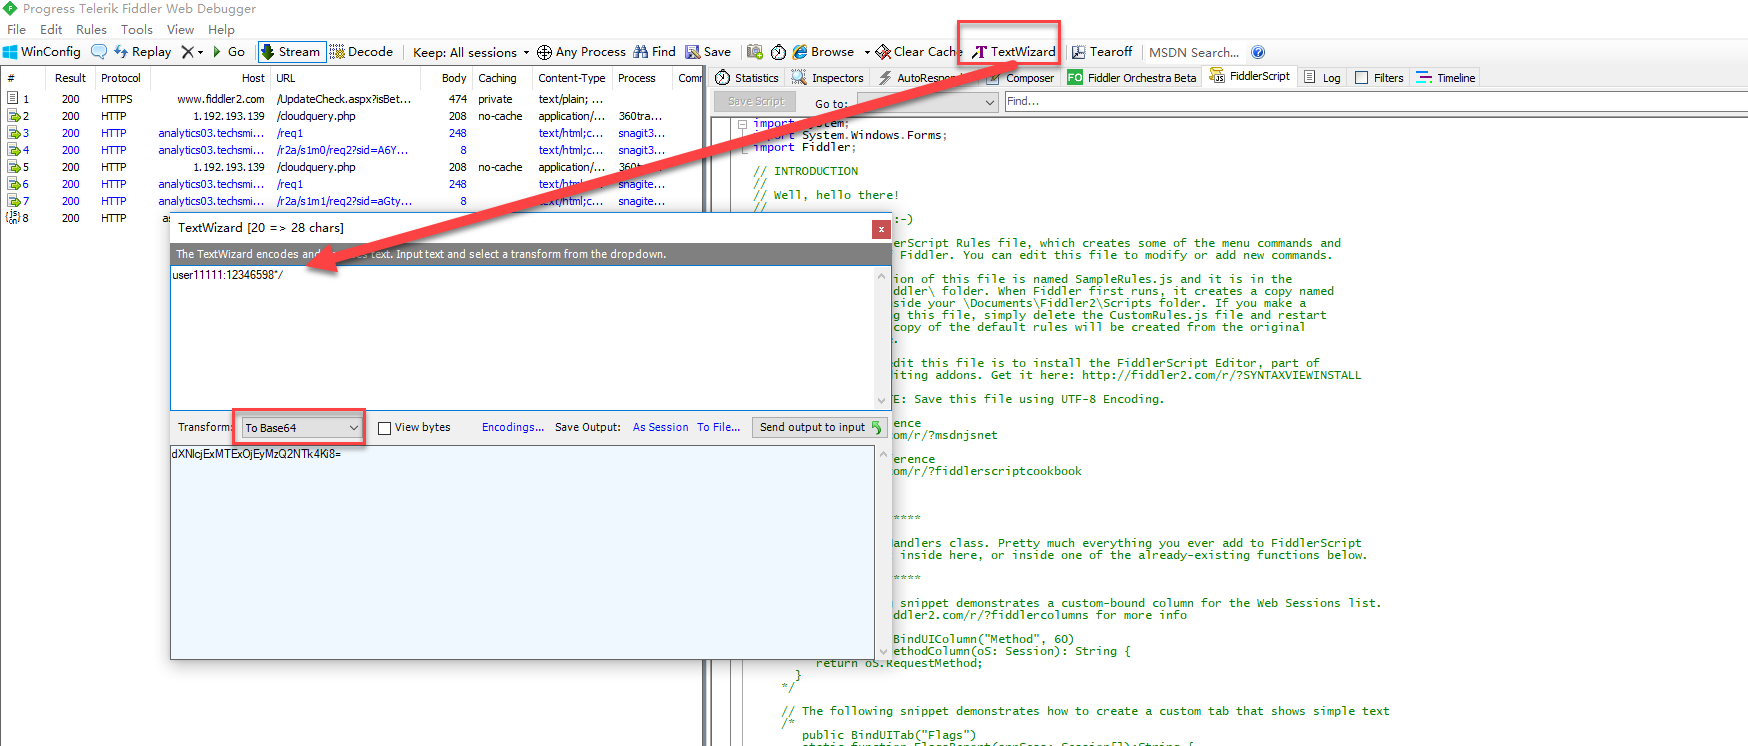 Progress Telerik Fiddler Web Debugger
File Edit Rules Tools View Help
WinConfig Replay Go Stream Decode Keep: All sessions Any Process Find Save Browse Clear Cache TextWizard Tearoff MSDN Search...
# Result Protocol Host URL Body Caching Content-Type Process Comm
1 200 HTTPS www.fiddler2.com /UpdateCheck.aspx?isBet... 474 private text/plain; ...
2 200 HTTP 1.192.193.139 /cloudquery.php 208 no-cache application/... 360tra...
3 200 HTTP analytics03.techsmi... /req1 248 text/html;c... snagit3...
4 200 HTTP analytics03.techsmi... /r2a/s1m0/req2?sid=A6Y... 8 text/html;c... snagit3...
5 200 HTTP 1.192.193.139 /cloudquery.php 208 no-cache application/... 360tra...
6 200 HTTP analytics03.techsmi... /req1 248 text/html;c... snagite...
7 200 HTTP analytics03.techsmi... /r2a/s1m1/req2?sid=aGty... 8 text/html;c... snagite...
8 200 HTTP as
TextWizard [20 => 28 chars]
The TextWizard encodes and text. Input text and select a transform from the dropdown.
user11111:12346598*/
Transform: To Base64 View bytes Encodings... Save Output: As Session To File... Send output to input
dXNlcjExMTExOjEyMzQ2NTk4Ki8=
Statistics Inspectors AutoRespond Composer Fiddler Orchestra Beta FiddlerScript Log Filters Timeline
Save Script Go to: Find...
import System;
import System.Windows.Forms;
import Fiddler;
// INTRODUCTION
//
// Well, hello there!
//
:-)
erScript Rules file, which creates some of the menu commands and
Fiddler. You can edit this file to modify or add new commands.
ion of this file is named SampleRules.js and it is in the
ddler\ folder. When Fiddler first runs, it creates a copy named
side your \Documents\Fiddler2\Scripts folder. If you make a
g this file, simply delete the CustomRules.js file and restart
copy of the default rules will be created from the original
.
edit this file is to install the FiddlerScript Editor, part of
iting addons. Get it here: http://fiddler2.com/r/?SYNTAXVIEWINSTALL
TE: Save this file using UTF-8 Encoding.
rence
com/r/?msdnjsnet
erence
com/r/?fiddlerscriptcookbook
****
Handlers class. Pretty much everything you ever add to FiddlerScript
inside here, or inside one of the already-existing functions below.
****
snippet demonstrates a custom-bound column for the Web Sessions list.
ddler2.com/r/?fiddlercolumns for more info
BindUIColumn("Method", 60)
ethodColumn(oS: Session): String {
return oS.RequestMethod;
}
*/
// The following snippet demonstrates how to create a custom tab that shows simple text
/*
public BindUITab("Flags")